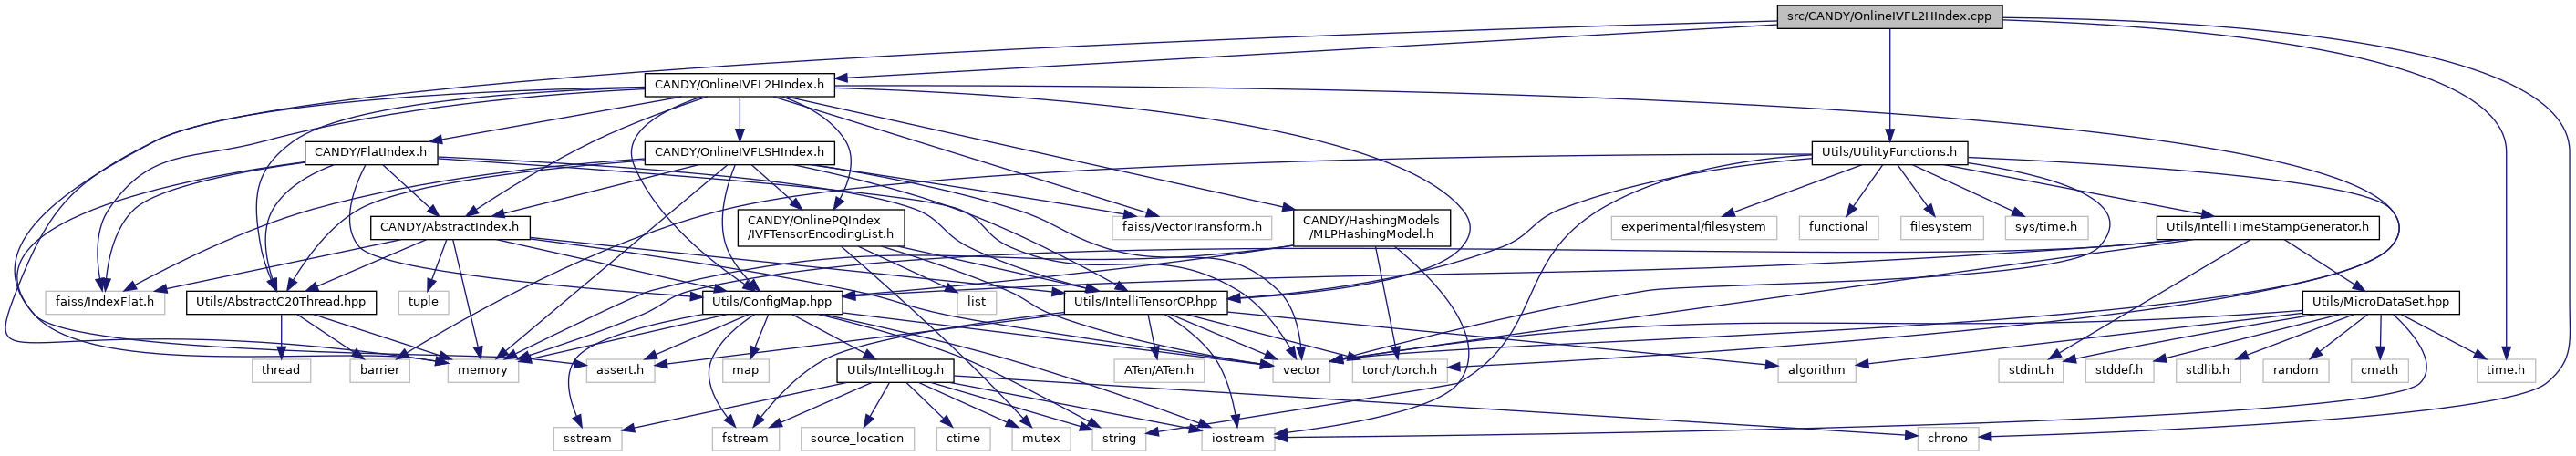 src/CANDY/OnlineIVFL2HIndex.cpp
CANDY/OnlineIVFL2HIndex.h
CANDY/FlatIndex.h
CANDY/OnlineIVFLSHIndex.h
Utils/UtilityFunctions.h
CANDY/AbstractIndex.h
CANDY/OnlinePQIndex
/IVFTensorEncodingList.h
faiss/VectorTransform.h
CANDY/HashingModels
/MLPHashingModel.h
experimental/filesystem
functional
filesystem
sys/time.h
Utils/IntelliTimeStampGenerator.h
faiss/IndexFlat.h
Utils/AbstractC20Thread.hpp
tuple
Utils/ConfigMap.hpp
list
Utils/IntelliTensorOP.hpp
Utils/MicroDataSet.hpp
thread
barrier
memory
assert.h
map
Utils/IntelliLog.h
ATen/ATen.h
vector
torch/torch.h
algorithm
stdint.h
stddef.h
stdlib.h
random
cmath
time.h
sstream
fstream
source_location
ctime
mutex
string
iostream
chrono